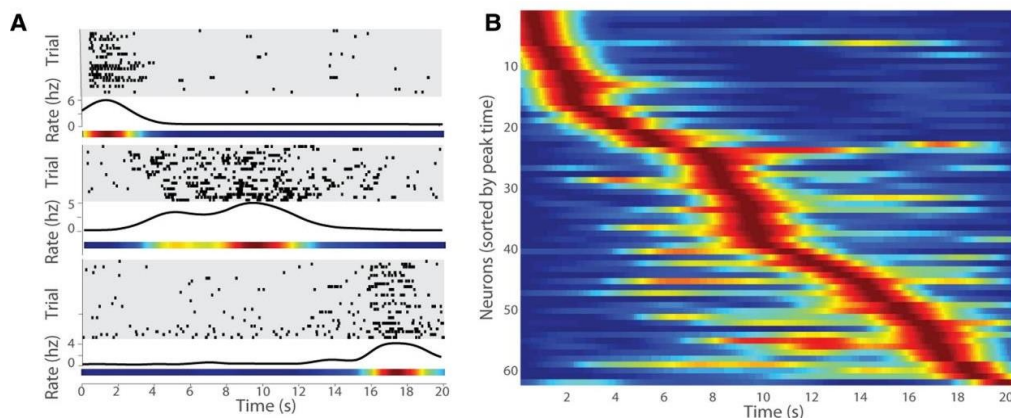 A
Trial
Rate (hz)
6
0
Trial
Rate (hz)
5
0
Trial
Rate (hz)
4
0
0 2 4 6 8 10 12 14 16 18 20
Time (s)
B
Neurons (sorted by peak time)
10
20
30
40
50
60
2 4 6 8 10 12 14 16 18 20
Time (s)